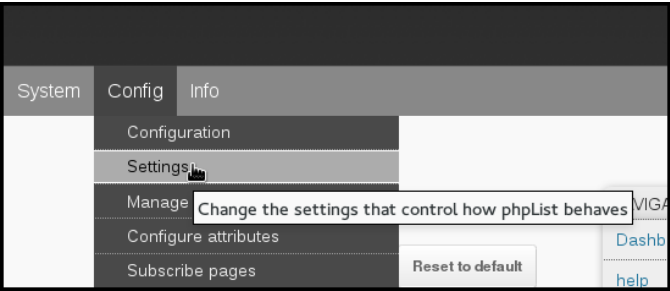 System Config Info
Configuration
Settings
Manage
Change the settings that control how phpList behaves
Configure attributes
Dashb
Subscribe pages
Reset to default
help